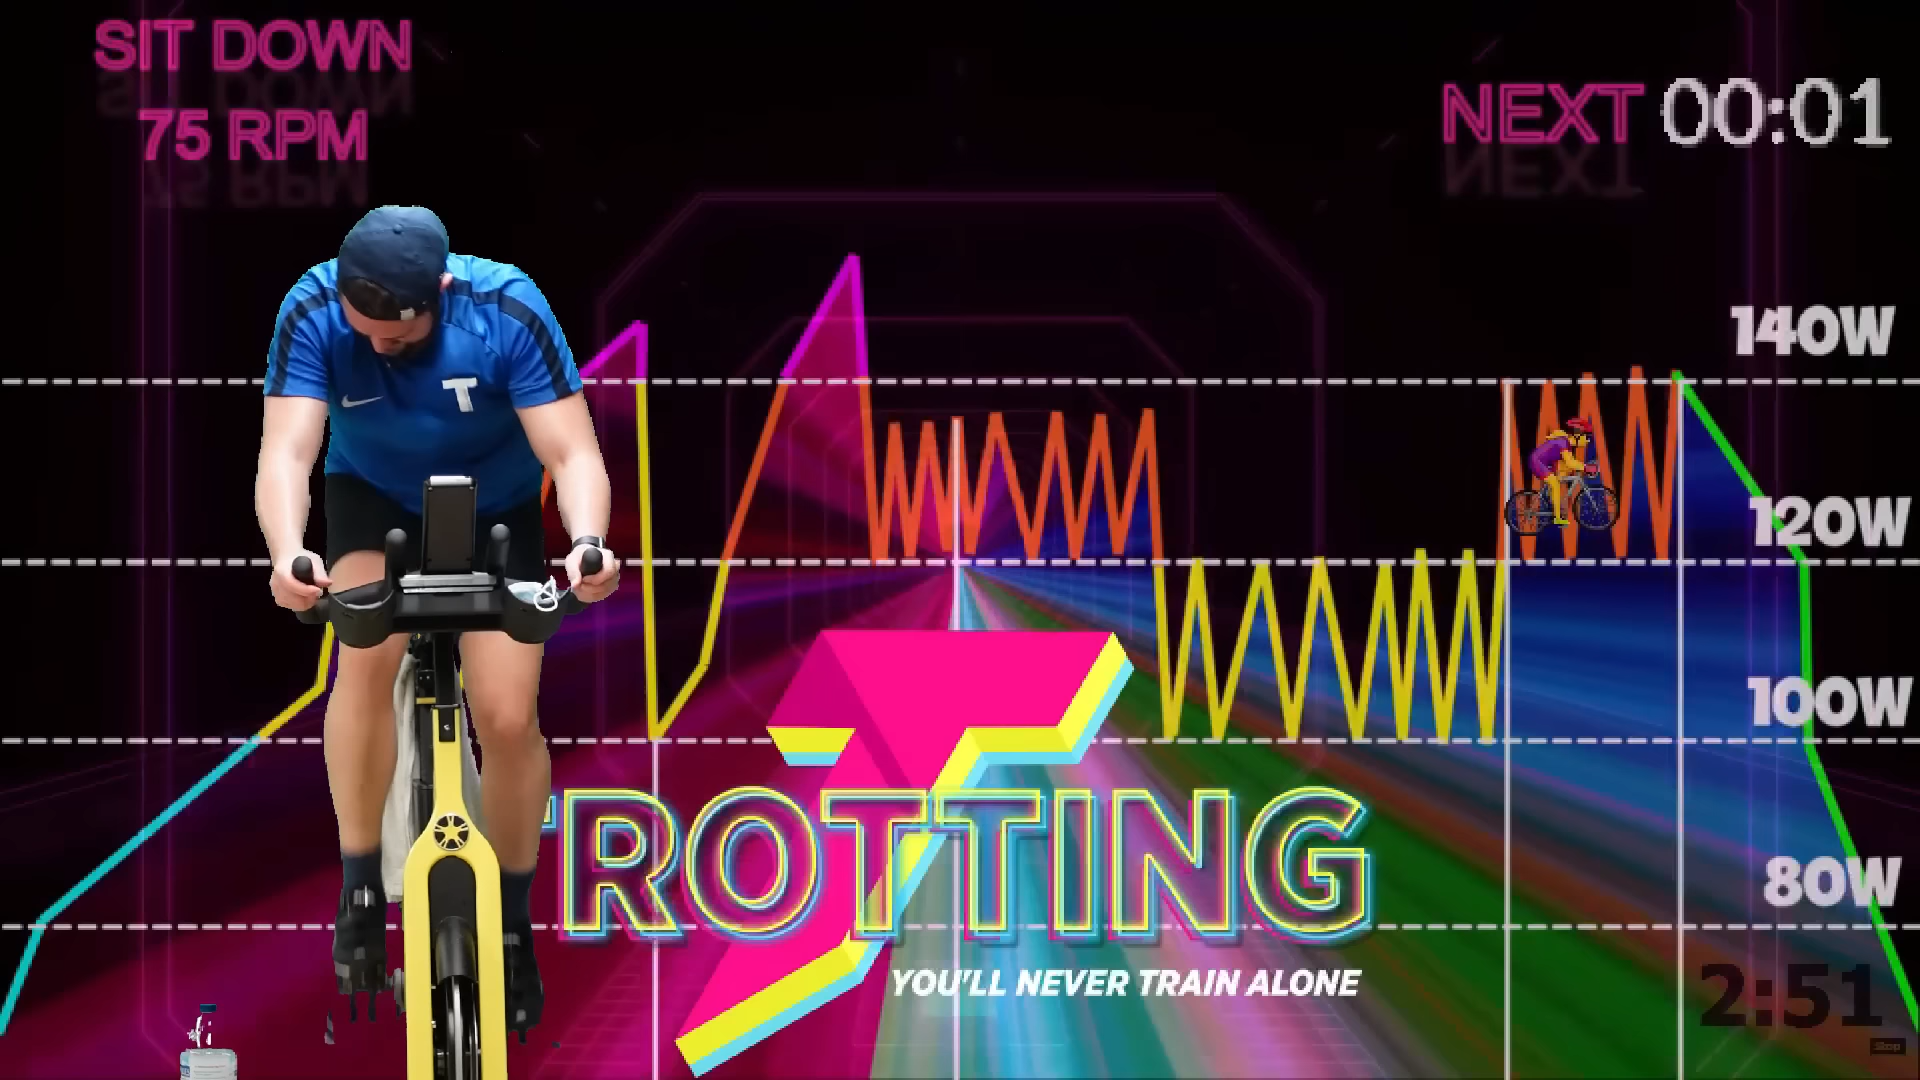 SIT DOWN
75 RPM
NEXT 00:01
140W
120W
100W
80W
T
TROTTING
YOU'LL NEVER TRAIN ALONE
2:51
Stop